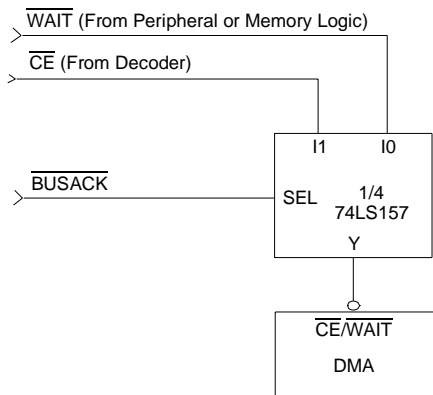 WAIT (From Peripheral or Memory Logic)
CE (From Decoder)
I1 I0
BUSACK
SEL 1/4
74LS157
Y
CE/WAIT
DMA